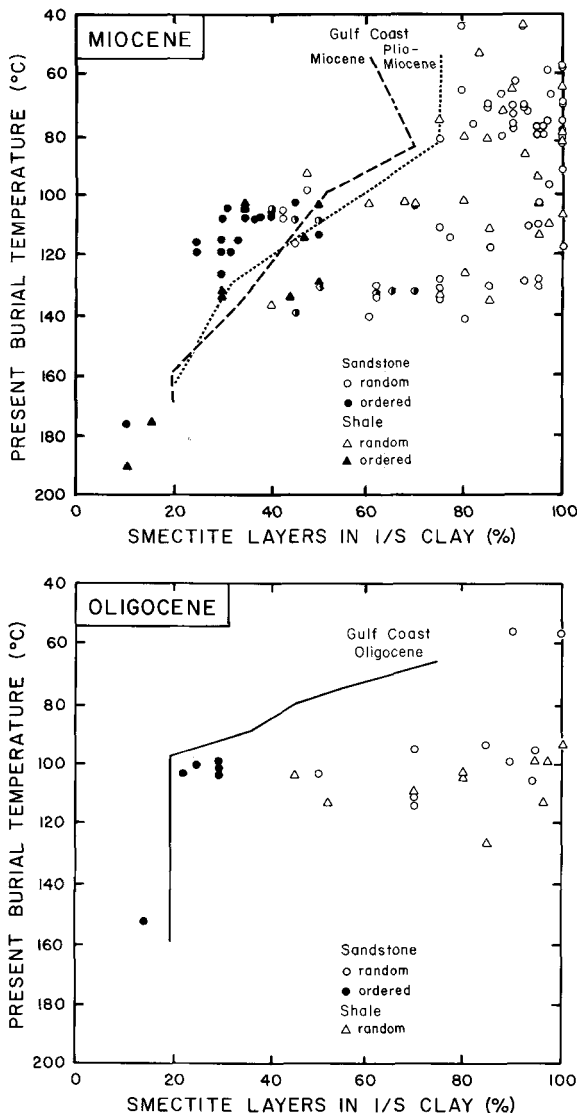 MIOCENE
Gulf Coast
Plio-
Miocene
Miocene
PRESENT BURIAL TEMPERATURE (°C)
40
60
80
100
120
140
160
180
200
Sandstone
random
ordered
Shale
random
ordered
0 20 40 60 80 100
SMECTITE LAYERS IN I/S CLAY (%)
OLIGOCENE
Gulf Coast
Oligocene
PRESENT BURIAL TEMPERATURE (°C)
40
60
80
100
120
140
160
180
200
Sandstone
random
ordered
Shale
random
0 20 40 60 80 100
SMECTITE LAYERS IN I/S CLAY (%)